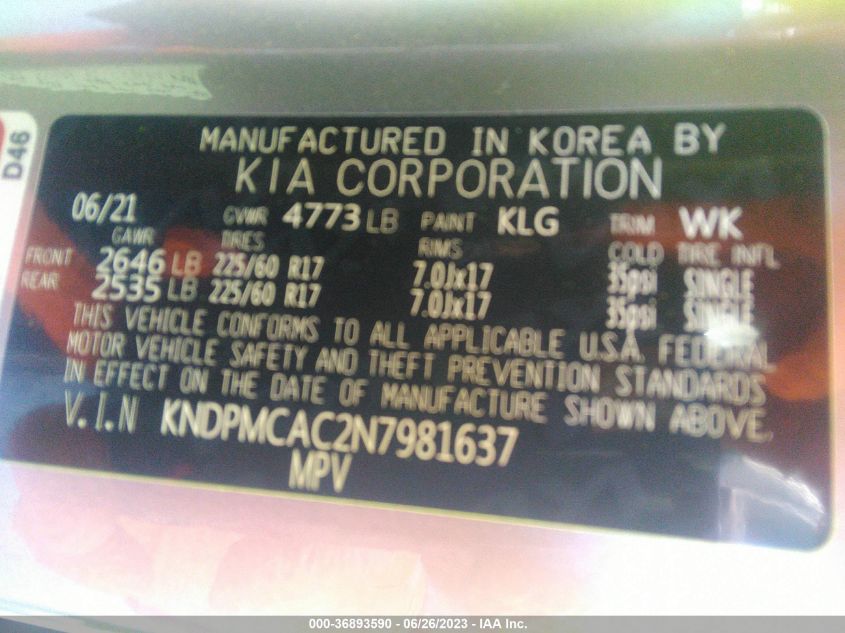 D46
MANUFACTURED IN KOREA BY
KIA CORPORATION
06/21 GVWR 4773 LB PAINT KLG TRIM WK
GAWR TIRES RIMS COLD TIRE INFL
FRONT 2646 LB 225/60 R17 7.0Jx17 35psi SINGLE
REAR 2535 LB 225/60 R17 7.0Jx17 35psi SINGLE
THIS VEHICLE CONFORMS TO ALL APPLICABLE U.S.A. FEDERAL
MOTOR VEHICLE SAFETY AND THEFT PREVENTION STANDARDS
IN EFFECT ON THE DATE OF MANUFACTURE SHOWN ABOVE.
V.I.N KNDPMCAC2N7981637
MPV
000-36893590 - 06/26/2023 - IAA Inc.